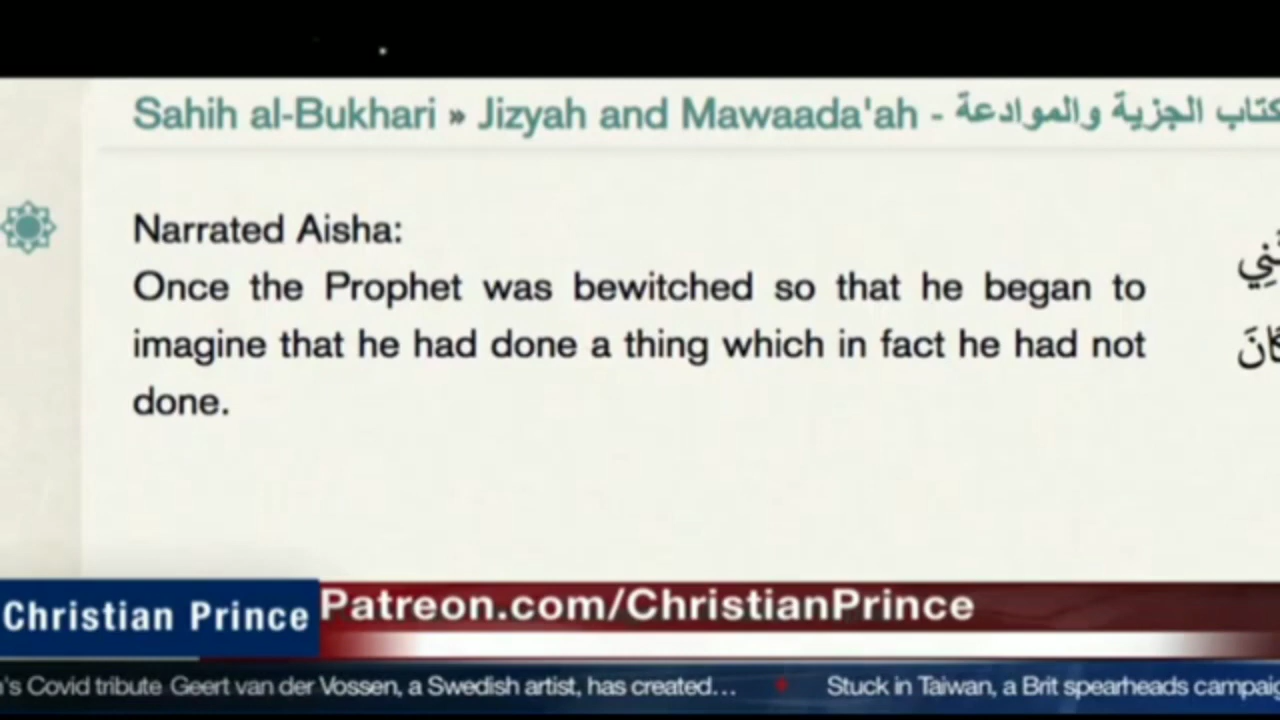 Sahih al-Bukhari » Jizyah and Mawaada'ah - كتاب الجزية والموادعة
Narrated Aisha:
Once the Prophet was bewitched so that he began to
imagine that he had done a thing which in fact he had not
done.
كَانَ
Christian Prince
Patreon.com/ChristianPrince
's Covid tribute Geert van der Vossen, a Swedish artist, has created...
Stuck in Taiwan, a Brit spearheads